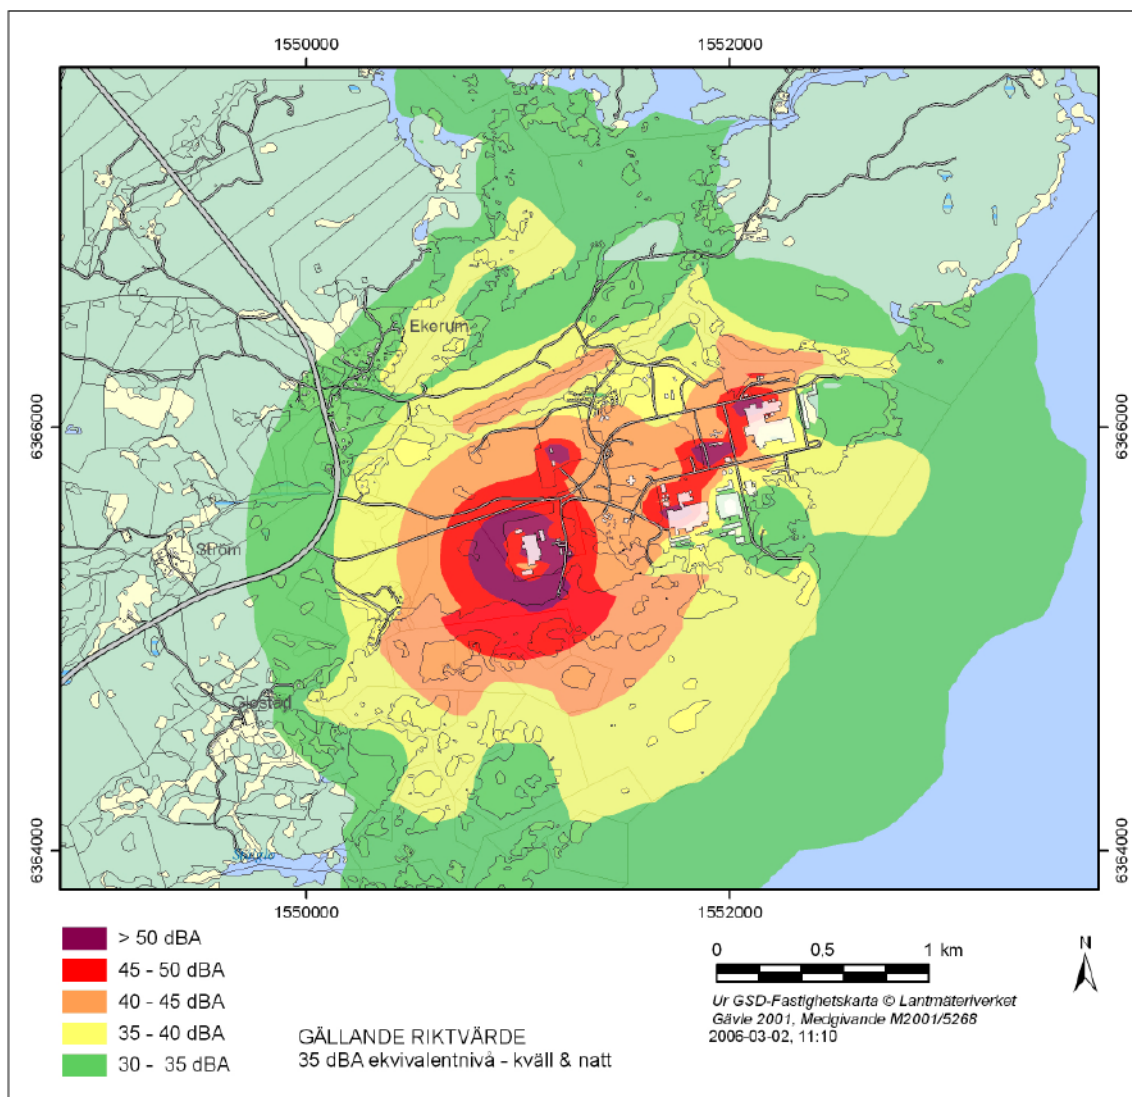 1550000
1552000
Ekerum
6366000
6366000
Ström
Glostad
6364000
6364000
1550000
1552000
> 50 dBA
45 - 50 dBA
40 - 45 dBA
35 - 40 dBA
30 - 35 dBA
GÄLLANDE RIKTVÄRDE
35 dBA ekvivalentnivå - kväll & natt
0 0,5 1 km
N
Ur GSD-Fastighetskarta © Lantmäteriverket
Gävle 2001, Medgivande M2001/5268
2006-03-02, 11:10